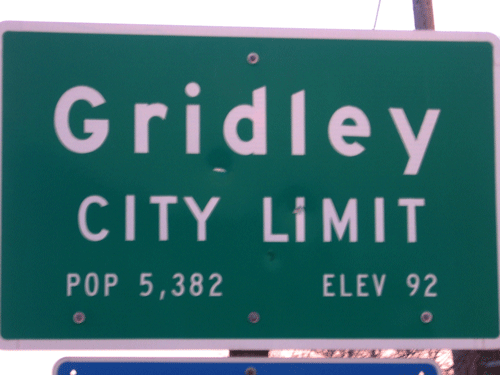 Gridley
CITY LIMIT
POP 5,382 ELEV 92